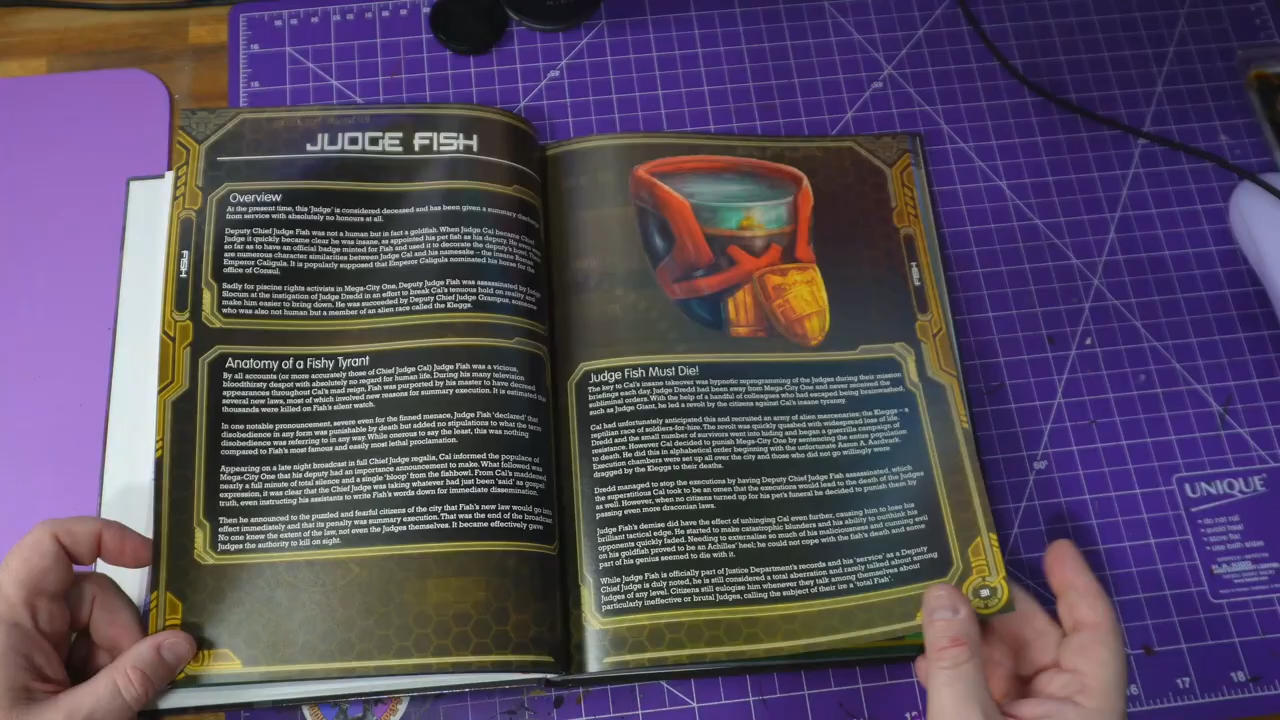 JUDGE FISH
Overview
At the present time, this 'Judge' is considered deceased and has been given a summary discharge
from service with absolutely no honours at all.
Deputy Chief Judge Fish was not a human but in fact a goldfish. When Judge Cal became Chief
Judge it quickly became clear he was insane, as appointed his pet fish as his deputy. He even
so far as to have an official badge minted for Fish and used it to decorate the deputy's bowl. There
are numerous character similarities between Judge Cal and his namesake – the insane Roman
Emperor Caligula. It is popularly supposed that Emperor Caligula nominated his horse for the
office of Consul.
Sadly for piscine rights activists in Mega-City One, Deputy Judge Fish was assassinated by Judge
Slocum at the instigation of Judge Dredd in an effort to break Cal's tenuous hold on reality and
make him easier to bring down. He was succeeded by Deputy Chief Judge Grampus, someone
who was also not human but a member of an alien race called the Kleggs.
Anatomy of a Fishy Tyrant
By all accounts (or more accurately those of Chief Judge Cal) Judge Fish was a vicious,
bloodthirsty despot with absolutely no regard for human life. During his many television
appearances throughout Cal's mad reign, Fish was purported by his master to have decreed
several new laws, most of which involved new reasons for summary execution. It is estimated that
thousands were killed on Fish's silent watch.
In one notable pronouncement, severe even for the finned menace, Judge Fish 'declared' that
disobedience in any form was punishable by death but added no stipulations to what the term
disobedience was referring to in any way. While onerous to say the least, this was nothing
compared to Fish's most famous and easily most lethal proclamation.
Appearing on a late night broadcast in full Chief Judge regalia, Cal informed the populace of
Mega-City One that his deputy had an importance announcement to make. What followed was
nearly a full minute of total silence and a single 'bloop' from the fishbowl. From Cal's maddened
expression, it was clear that the Chief Judge was taking whatever had just been 'said' as gospel
truth, even instructing his assistants to write Fish's words down for immediate dissemination.
Then he announced to the puzzled and fearful citizens of the city that Fish's new law would go into
effect immediately and that its penalty was summary execution. That was the end of the broadcast
No one knew the extent of the law, not even the Judges themselves. It became effectively gave
Judges the authority to kill on sight.
FISH
FISH
Judge Fish Must Die!
The key to Cal's insane takeover was hypnotic reprogramming of the Judges during their mission
briefings each day. Judge Dredd had been away from Mega-City One and never received the
subliminal orders. With the help of a handful of colleagues who had escaped being brainwashed,
such as Judge Giant, he led a revolt by the citizens against Cal's insane tyranny.
Cal had unfortunately anticipated this and recruited an army of alien mercenaries; the Kleggs – a
reptilian race of soldiers-for-hire. The revolt was quickly quashed with widespread loss of life.
Dredd and the small number of survivors went into hiding and began a guerrilla campaign of
resistance. However Cal decided to punish Mega-City One by sentencing the entire population
to death. He did this in alphabetical order beginning with the unfortunate Aaron A. Aardvark.
Execution chambers were set up all over the city and those who did not go willingly were
dragged by the Kleggs to their deaths.
Dredd managed to stop the executions by having Deputy Chief Fish assassinated, which
the superstitious Cal took to be an omen that the executions would lead to the death of the Judges
as well. However, when no citizens turned up for his pet's funeral he decided to punish them by
passing even more draconian laws.
Judge Fish's demise did have the effect of unhinging Cal even further, causing him to lose his
brilliant tactical edge. He started to make catastrophic blunders and his ability to outthink his
opponents quickly faded. Needing to externalise so much of his maliciousness and cunning evil
on his goldfish proved to be an Achilles' heel; he could not cope with the fish's death and some
part of his genius seemed to die with it.
While Judge Fish is officially part of Justice Department's records and his 'service' as a Deputy
Chief Judge is duly noted, he is still considered a total aberration and rarely talked about among
Judges of any level. Citizens still eulogise him whenever they talk among themselves about
particularly ineffective or brutal Judges, calling the subject of their ire a 'total Fish'.
31
60°
UNIQUE
• do not roll
• avoid heat
• store flat
• use both sides
16 17 18